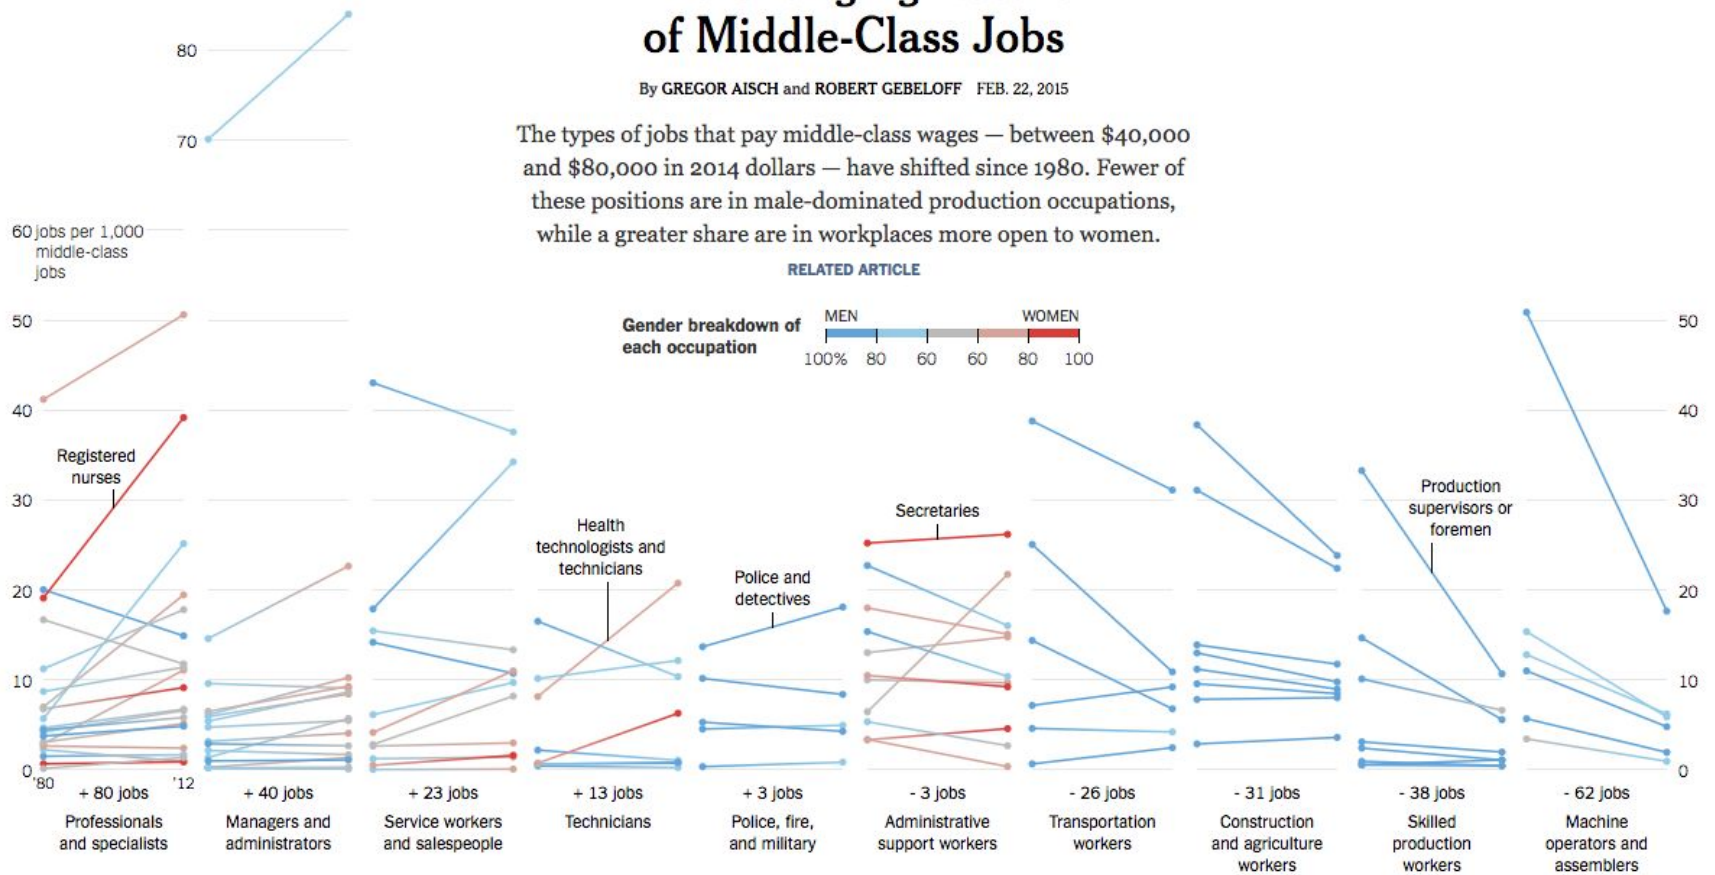 of Middle-Class Jobs
By GREGOR AISCH and ROBERT GEBELOFF FEB. 22, 2015
The types of jobs that pay middle-class wages — between $40,000
and $80,000 in 2014 dollars — have shifted since 1980. Fewer of
these positions are in male-dominated production occupations,
while a greater share are in workplaces more open to women.
RELATED ARTICLE
Gender breakdown of
each occupation
MEN WOMEN
100% 80 60 60 80 100
80
70
60 jobs per 1,000
middle-class
jobs
50
40
30
20
10
0
'80 '12
50
40
30
20
10
0
Registered
nurses
Health
technologists and
technicians
Police and
detectives
Secretaries
Production
supervisors or
foremen
+ 80 jobs
Professionals
and specialists
+ 40 jobs
Managers and
administrators
+ 23 jobs
Service workers
and salespeople
+ 13 jobs
Technicians
+ 3 jobs
Police, fire,
and military
- 3 jobs
Administrative
support workers
- 26 jobs
Transportation
workers
- 31 jobs
Construction
and agriculture
workers
- 38 jobs
Skilled
production
workers
- 62 jobs
Machine
operators and
assemblers